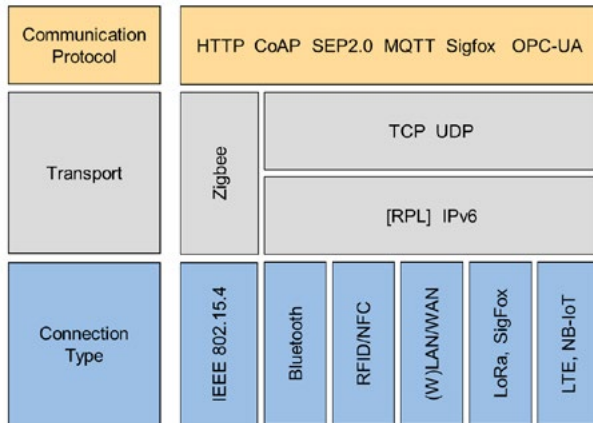 Communication
Protocol
HTTP CoAP SEP2.0 MQTT Sigfox OPC-UA
Transport
Zigbee
TCP UDP
[RPL] IPv6
Connection
Type
IEEE 802.15.4
Bluetooth
RFID/NFC
(W)LAN/WAN
LoRa, SigFox
LTE, NB-IoT